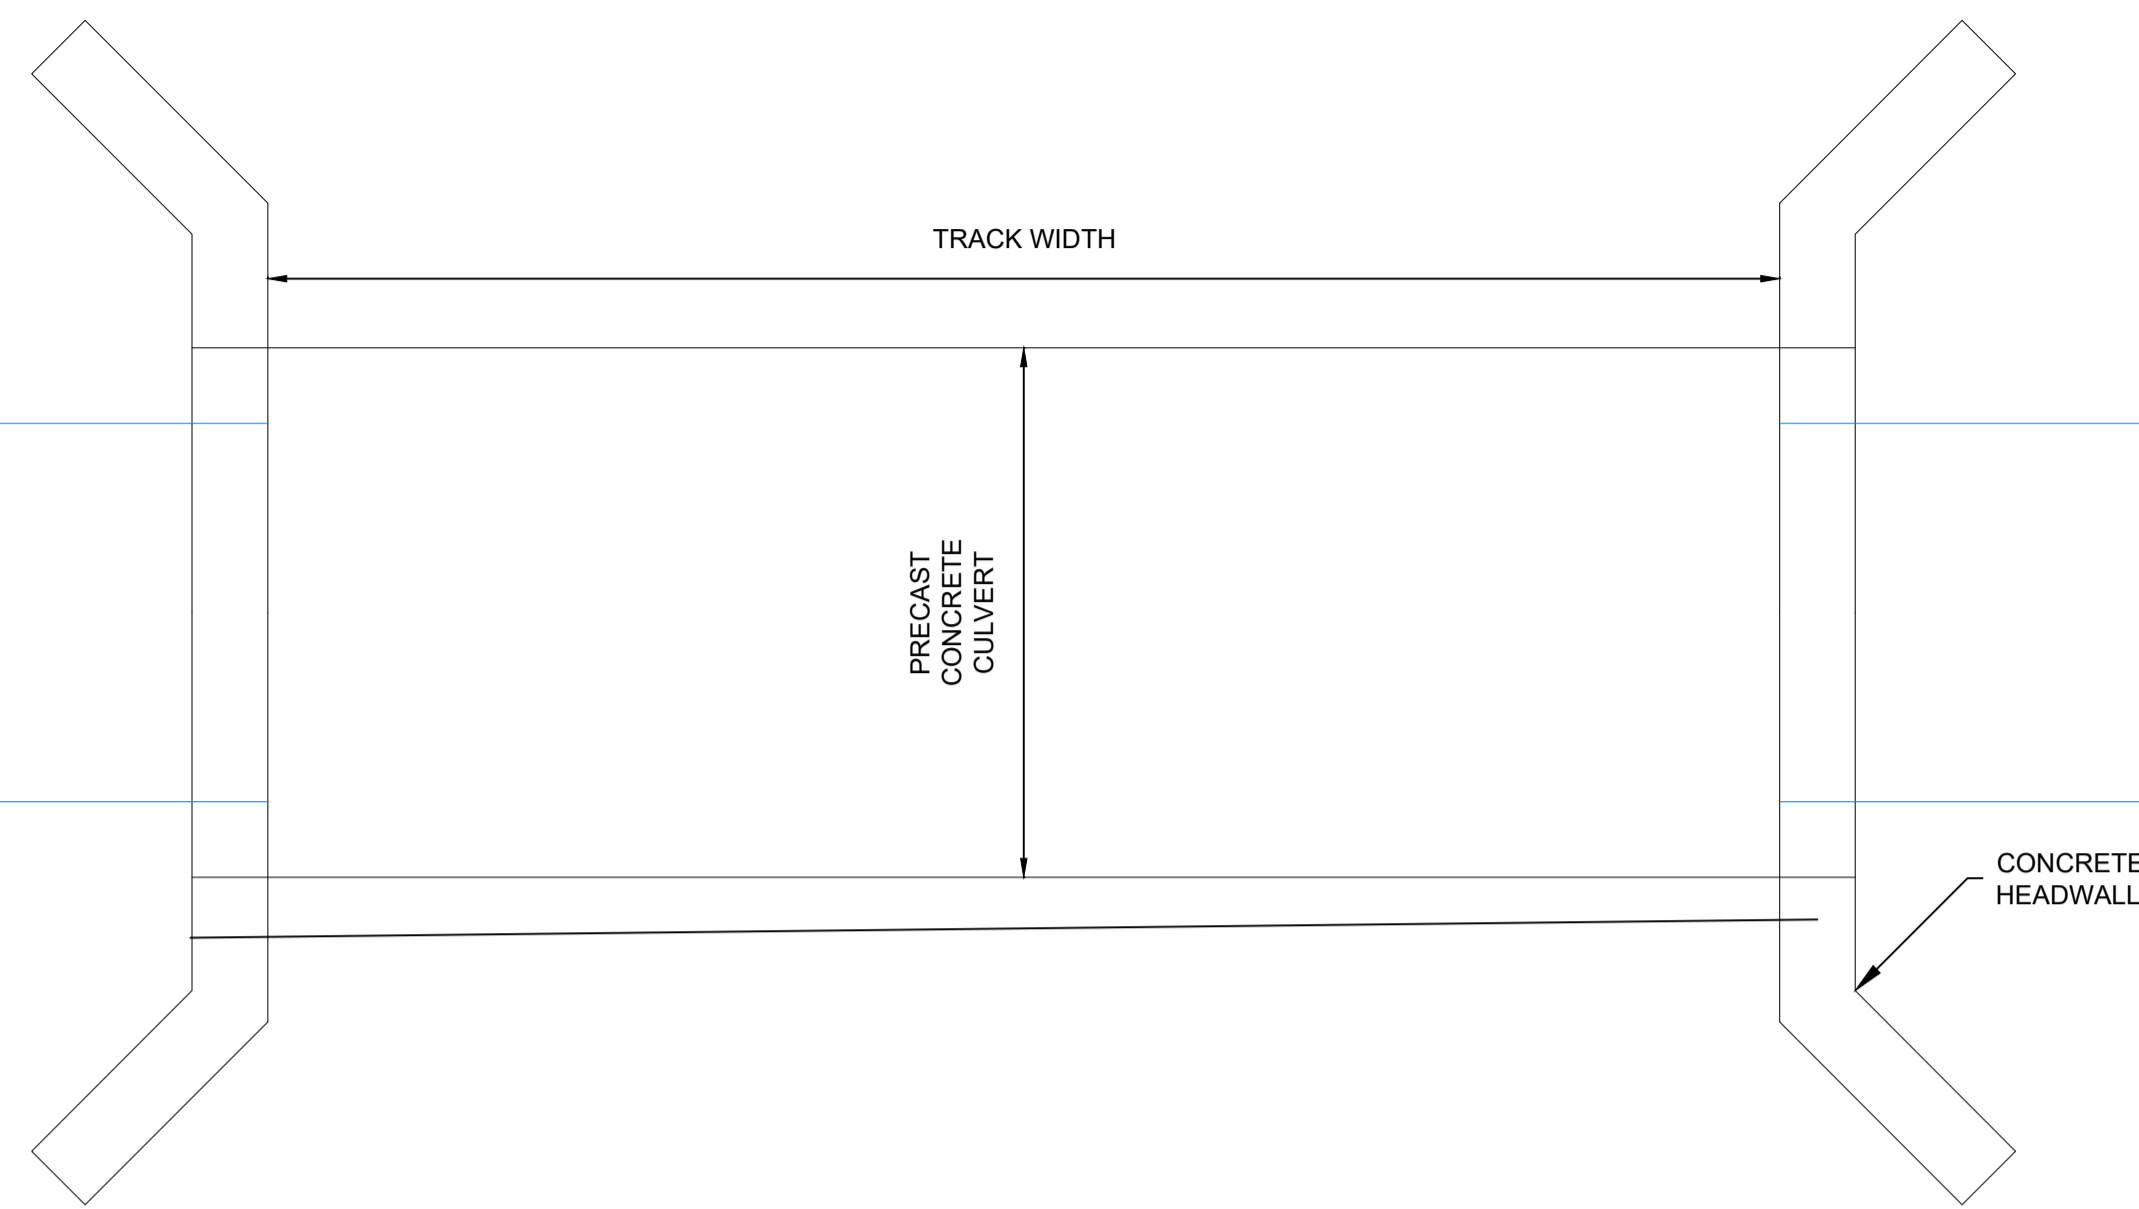 TRACK WIDTH
PRECAST
CONCRETE
CULVERT
CONCRETE
HEADWALL